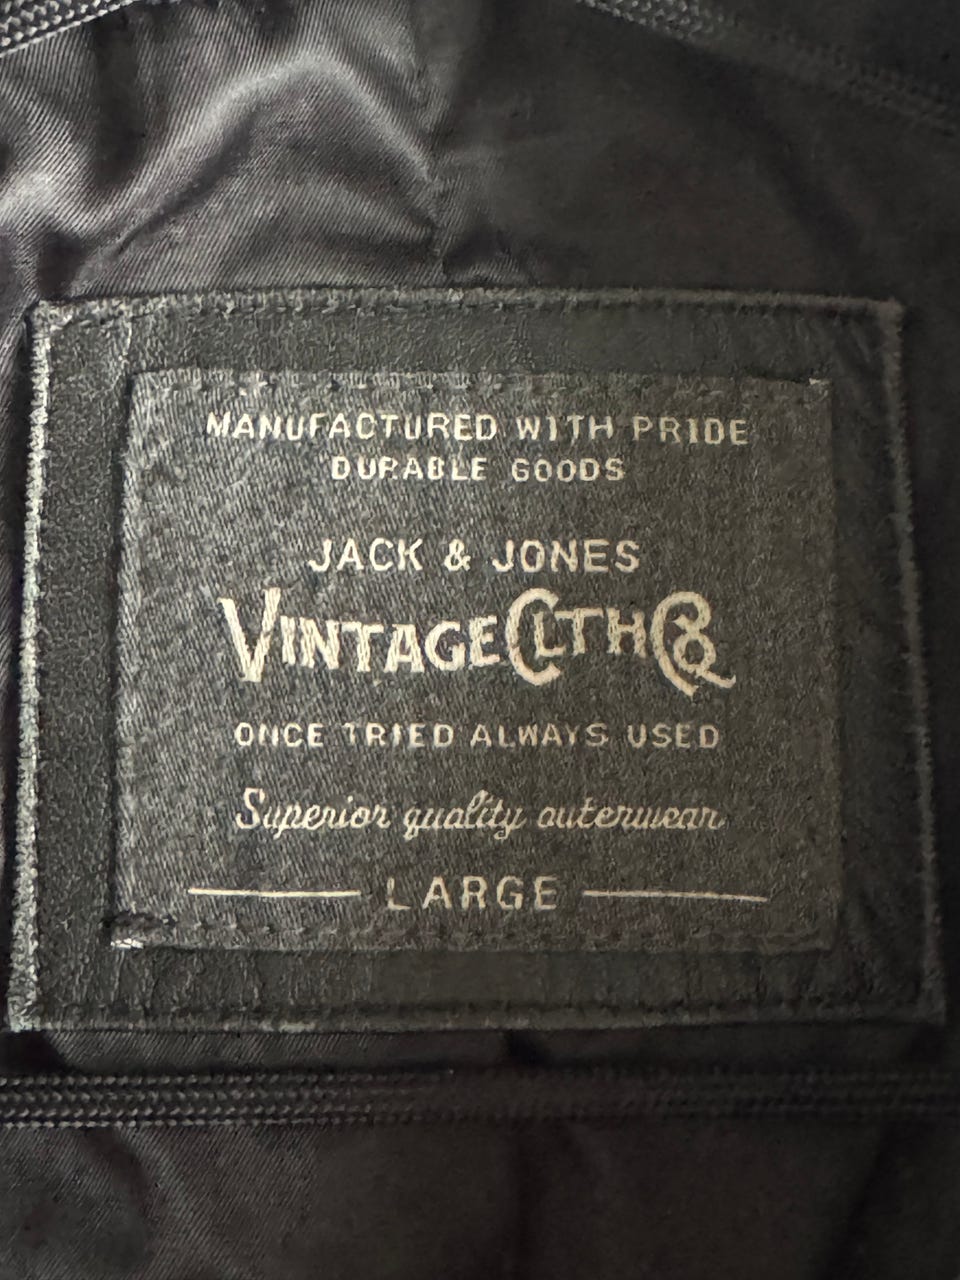 MANUFACTURED WITH PRIDE
DURABLE GOODS
JACK & JONES
VINTAGE CLTH Co
ONCE TRIED ALWAYS USED
Superior quality outerwear
LARGE